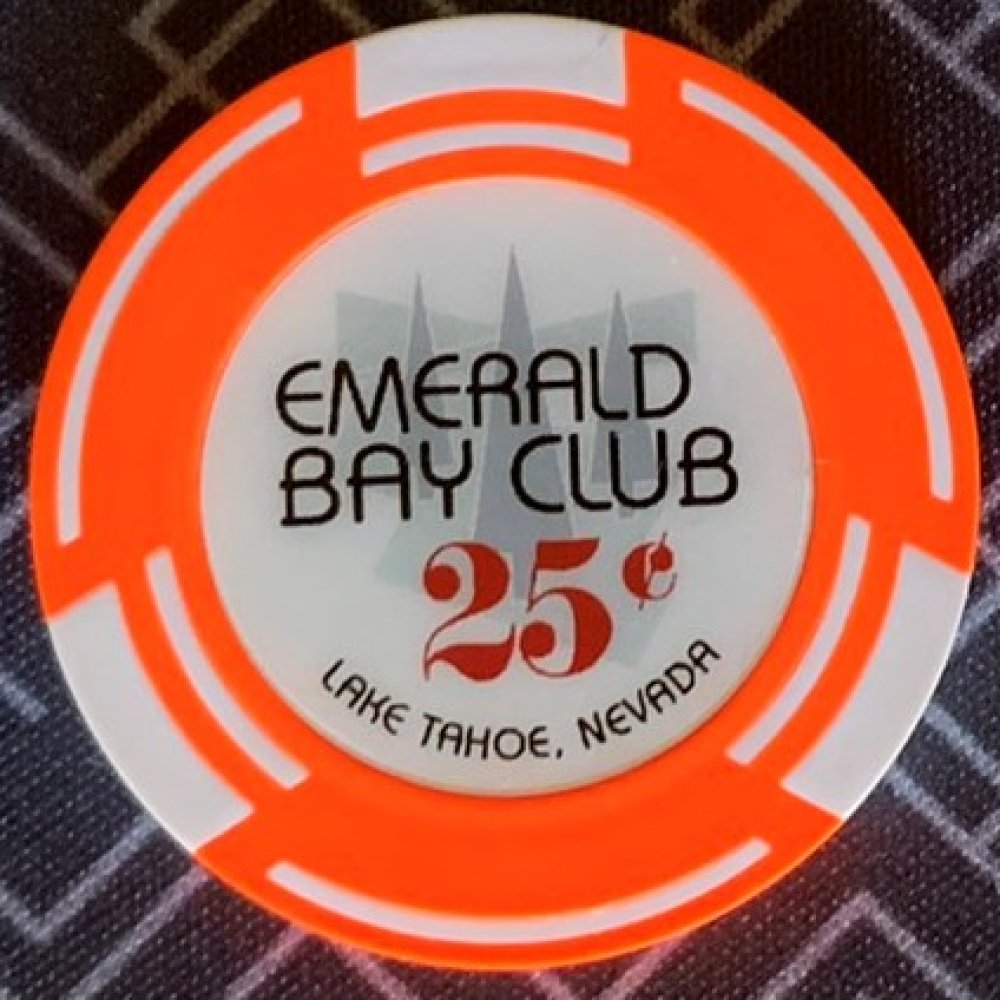 EMERALD
BAY CLUB
25¢
LAKE TAHOE, NEVADA